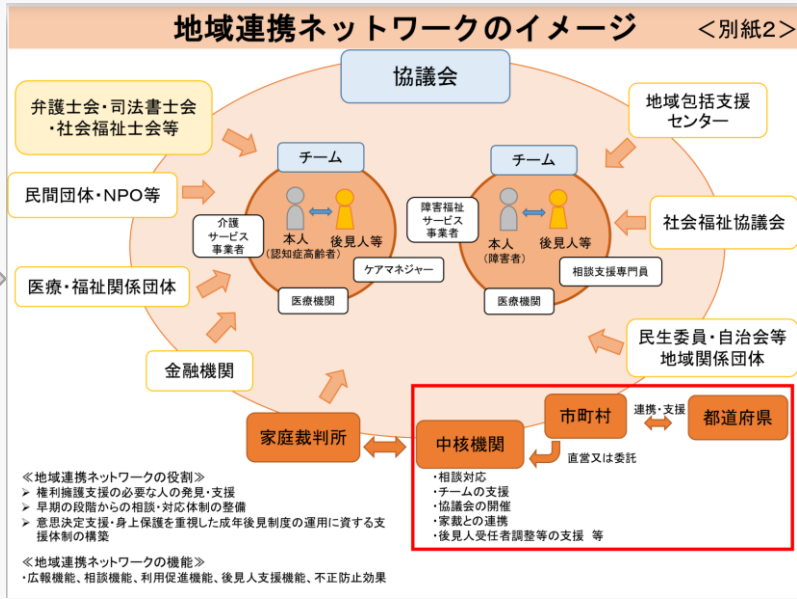 地域連携ネットワークのイメージ
＜別紙２＞
協議会
弁護士会・司法書士会
・社会福祉士会等
民間団体・NPO等
医療・福祉関係団体
金融機関
チーム
本人
(認知症高齢者)
後見人等
介護
サービス
事業者
ケアマネジャー
医療機関
チーム
本人
(障害者)
後見人等
障害福祉
サービス
事業者
相談支援専門員
医療機関
地域包括支援
センター
社会福祉協議会
民生委員・自治会等
地域関係団体
家庭裁判所
中核機関
市町村
連携・支援
都道府県
直営又は委託
・相談対応
・チームの支援
・協議会の開催
・家裁との連携
・後見人受任者調整等の支援 等
≪地域連携ネットワークの役割≫
➢ 権利擁護支援の必要な人の発見・支援
➢ 早期の段階からの相談・対応体制の整備
➢ 意思決定支援・身上保護を重視した成年後見制度の運用に資する支
援体制の構築
≪地域連携ネットワークの機能≫
・広報機能、相談機能、利用促進機能、後見人支援機能、不正防止効果